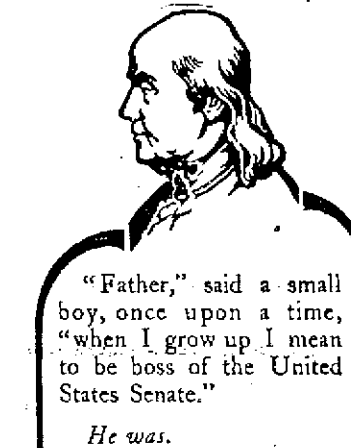 “Father,” said a small
boy, once upon a time,
“when I grow up I mean
to be boss of the United
States Senate.”
He was.